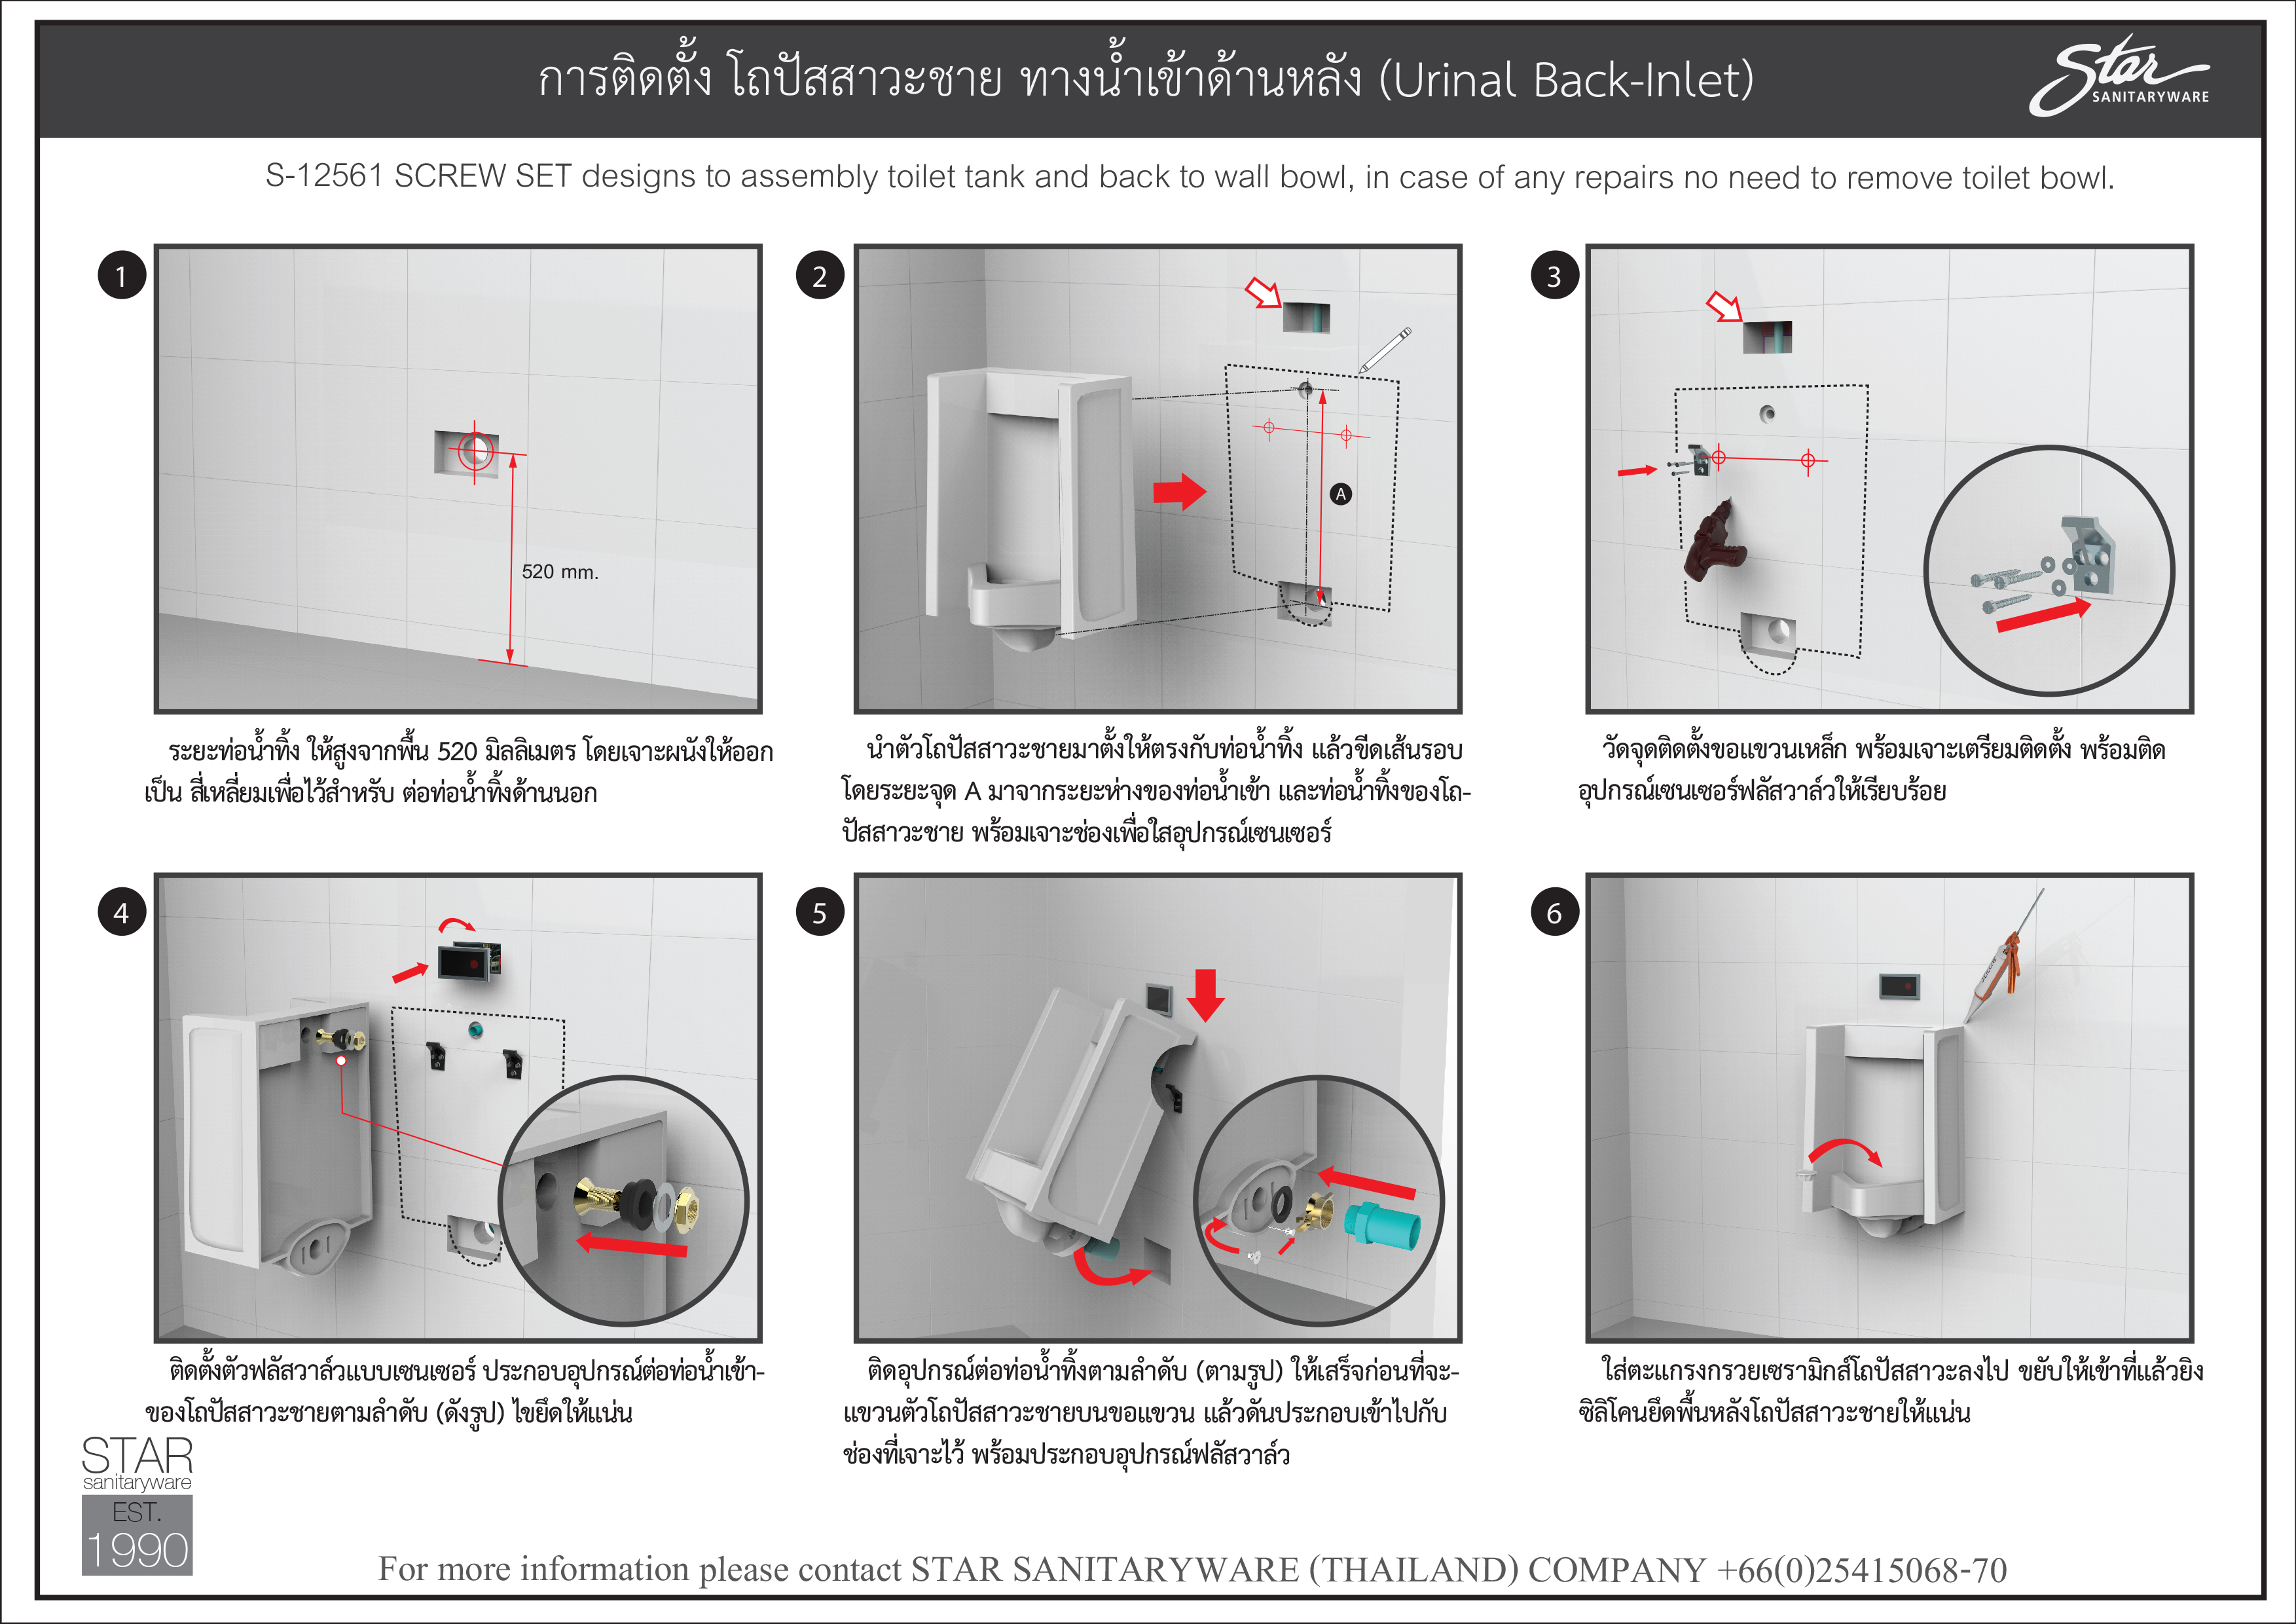 การติดตั้ง โถปัสสาวะชาย ทางน้ำเข้าด้านหลัง (Urinal Back-Inlet)
Star
SANITARYWARE
S-12561 SCREW SET designs to assembly toilet tank and back to wall bowl, in case of any repairs no need to remove toilet bowl.
1
520 mm.
ระยะท่อน้ำทิ้ง ให้สูงจากพื้น 520 มิลลิเมตร โดยเจาะผนังให้ออก
เป็น สี่เหลี่ยมเพื่อไว้สำหรับ ต่อท่อน้ำทิ้งด้านนอก
2
A
นำตัวโถปัสสาวะชายมาตั้งให้ตรงกับท่อน้ำทิ้ง แล้วขีดเส้นรอบ
โดยระยะจุด A มาจากระยะห่างของท่อน้ำเข้า และท่อน้ำทิ้งของโถ-
ปัสสาวะชาย พร้อมเจาะช่องเพื่อใสอุปกรณ์เซนเซอร์
3
วัดจุดติดตั้งขอแขวนเหล็ก พร้อมเจาะเตรียมติดตั้ง พร้อมติด
อุปกรณ์เซนเซอร์ฟลัสวาล์วให้เรียบร้อย
4
ติดตั้งตัวฟลัสวาล์วแบบเซนเซอร์ ประกอบอุปกรณ์ต่อท่อน้ำเข้า-
ของโถปัสสาวะชายตามลำดับ (ดังรูป) ไขยึดให้แน่น
5
ติดอุปกรณ์ต่อท่อน้ำทิ้งตามลำดับ (ตามรูป) ให้เสร็จก่อนที่จะ-
แขวนตัวโถปัสสาวะชายบนขอแขวน แล้วดันประกอบเข้าไปกับ
ช่องที่เจาะไว้ พร้อมประกอบอุปกรณ์ฟลัสวาล์ว
6
ใส่ตะแกรงกรวยเซรามิกส์โถปัสสาวะลงไป ขยับให้เข้าที่แล้วยิง
ซิลิโคนยึดพื้นหลังโถปัสสาวะชายให้แน่น
STAR
sanitaryware
EST.
1990
For more information please contact STAR SANITARYWARE (THAILAND) COMPANY +66(0)25415068-70